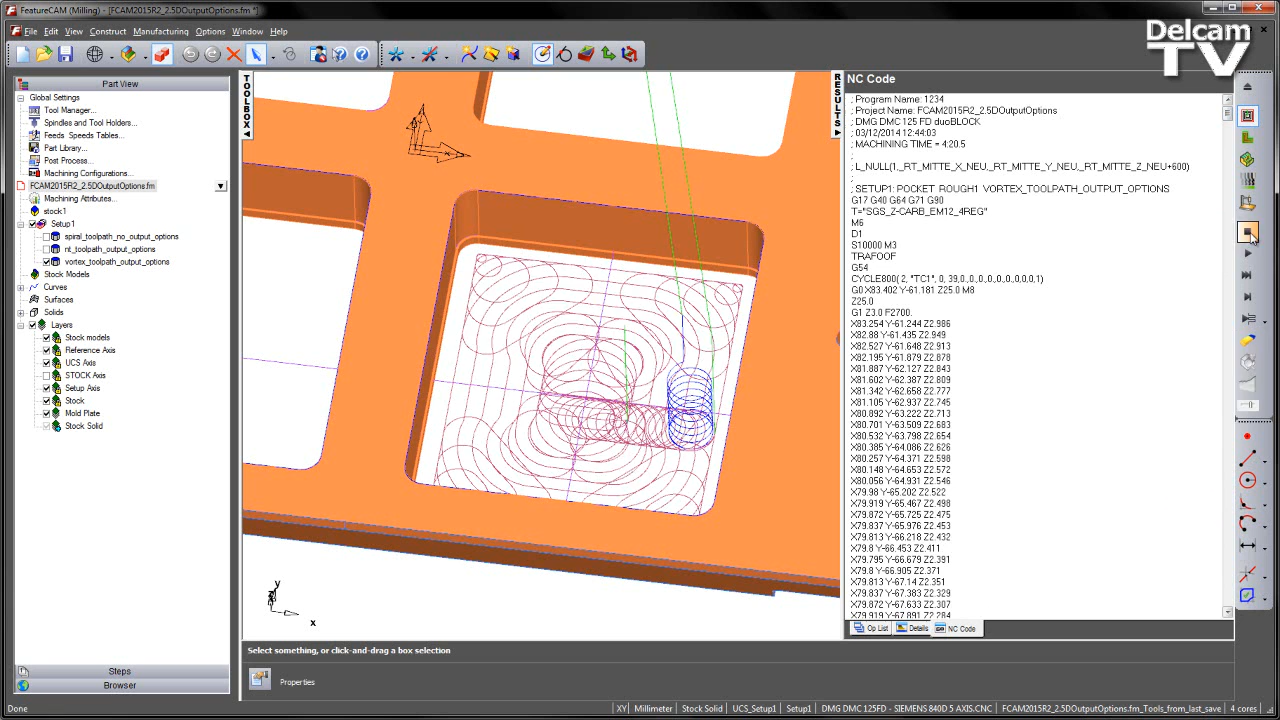 FeatureCAM (Milling) - [FCAM2015R2_2.5DOutputOptions.fm *]
File Edit View Construct Manufacturing Options Window Help
Delcam
TV
Part View
Global Settings
Tool Manager...
Spindles and Tool Holders...
Feeds Speeds Tables...
Part Library...
Post Process...
Machining Configurations...
FCAM2015R2_2.5DOutputOptions.fm
Machining Attributes...
stock1
Setup1
spiral_toolpath_no_output_options
nt_toolpath_output_options
vortex_toolpath_output_options
Stock Models
Curves
Surfaces
Solids
Layers
Stock models
Reference Axis
UCS Axis
STOCK Axis
Setup Axis
Stock
Mold Plate
Stock Solid
Steps
Browser
TOOLBOX
RESULTS
y
x
NC Code
; Program Name: 1234
; Project Name: FCAM2015R2_2.5DOutputOptions
; DMG DMC 125 FD duoBLOCK
; 03/12/2014 12:44:03
; MACHINING TIME = 4:20.5
;
; L_NULL(1,_RT_MITTE_X_NEU,_RT_MITTE_Y_NEU,_RT_MITTE_Z_NEU+600)
;
; SETUP1: POCKET ROUGH1 VORTEX_TOOLPATH_OUTPUT_OPTIONS
G17 G40 G64 G71 G90
T="SGS_Z-CARB_EM12_4REG"
M6
D1
S10000 M3
TRAFOOF
G54
G0 X83.402 Y-61.181 Z25.0 M8
Z25.0
G1 Z3.0 F2700.
X83.254 Y-61.244 Z2.986
X82.88 Y-61.435 Z2.949
X82.527 Y-61.648 Z2.913
X82.195 Y-61.879 Z2.878
X81.887 Y-62.127 Z2.843
X81.602 Y-62.387 Z2.809
X81.342 Y-62.658 Z2.777
X81.105 Y-62.937 Z2.745
X80.892 Y-63.222 Z2.713
X80.701 Y-63.509 Z2.683
X80.532 Y-63.798 Z2.654
X80.385 Y-64.086 Z2.626
X80.257 Y-64.371 Z2.598
X80.148 Y-64.653 Z2.572
X80.056 Y-64.931 Z2.546
X79.98 Y-65.202 Z2.522
X79.919 Y-65.467 Z2.498
X79.872 Y-65.725 Z2.475
X79.837 Y-65.976 Z2.453
X79.813 Y-66.218 Z2.432
X79.8 Y-66.453 Z2.411
X79.795 Y-66.679 Z2.391
X79.8 Y-66.905 Z2.371
X79.813 Y-67.14 Z2.351
X79.837 Y-67.383 Z2.329
X79.872 Y-67.633 Z2.307
X79.919 Y-67.891 Z2.284
Op List Details NC Code
Select something, or click-and-drag a box selection
Properties
Done
XY Millimeter Stock Solid UCS_Setup1 Setup1 DMG DMC 125FD - SIEMENS 840D 5 AXIS.CNC FCAM2015R2_2.5DOutputOptions.fm_Tools_from_last_save 4 cores